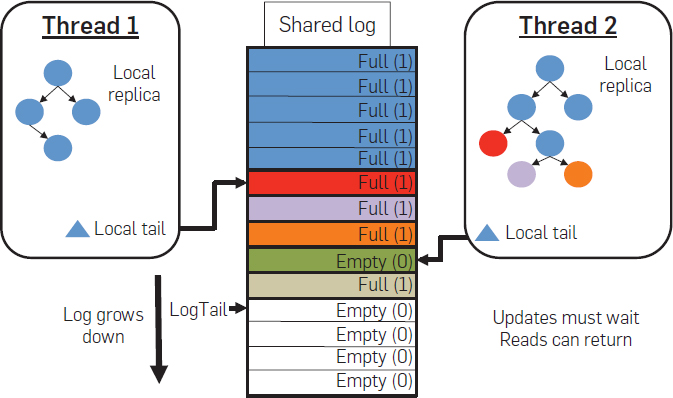 Thread 1
Local
replica
Local tail
Log grows
down
LogTail
Shared log
Full (1)
Full (1)
Full (1)
Full (1)
Full (1)
Full (1)
Full (1)
Full (1)
Empty (0)
Full (1)
Empty (0)
Empty (0)
Empty (0)
Empty (0)
Thread 2
Local
replica
Local tail
Updates must wait
Reads can return